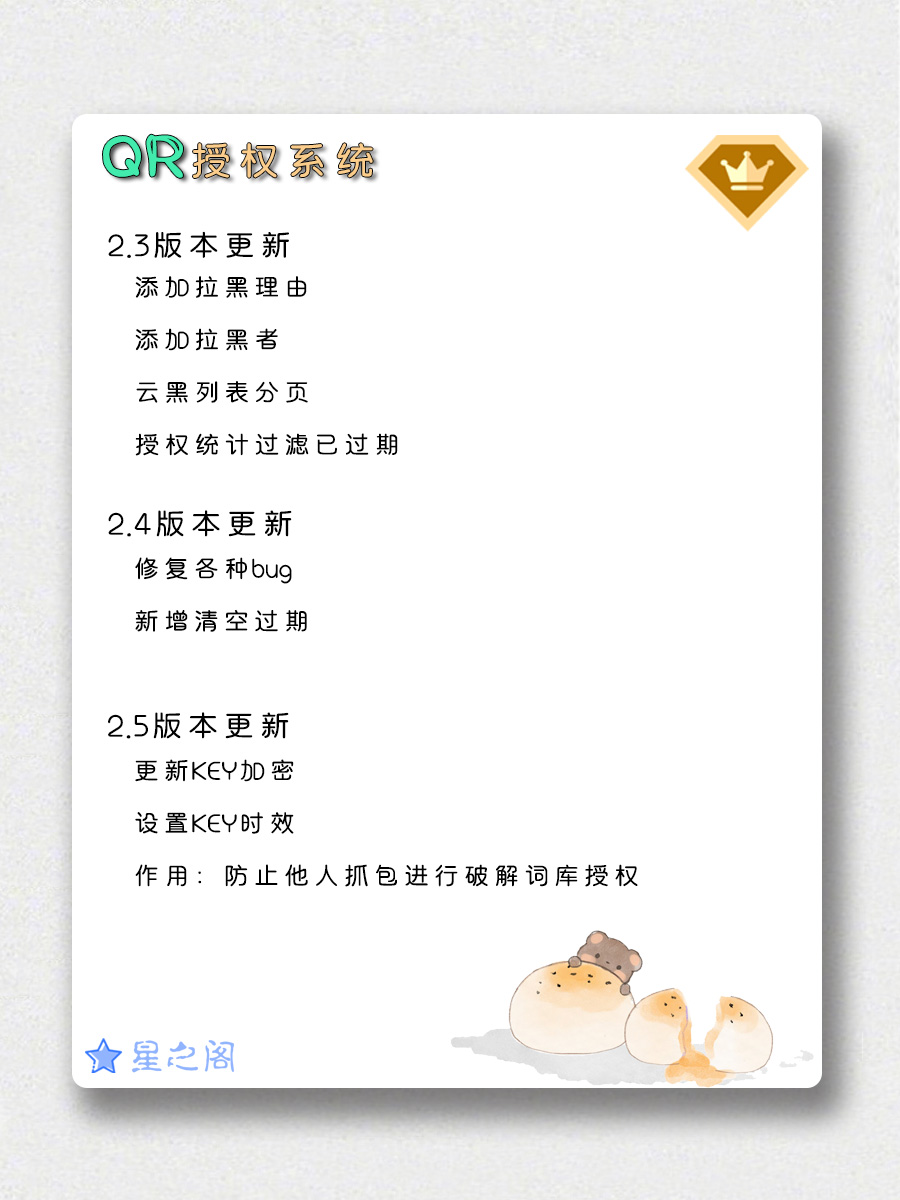 QR授权系统
2.3版本更新
添加拉黑理由
添加拉黑者
云黑列表分页
授权统计过滤已过期
2.4版本更新
修复各种bug
新增清空过期
2.5版本更新
更新KEY加密
设置KEY时效
作用：防止他人抓包进行破解词库授权
星之阁